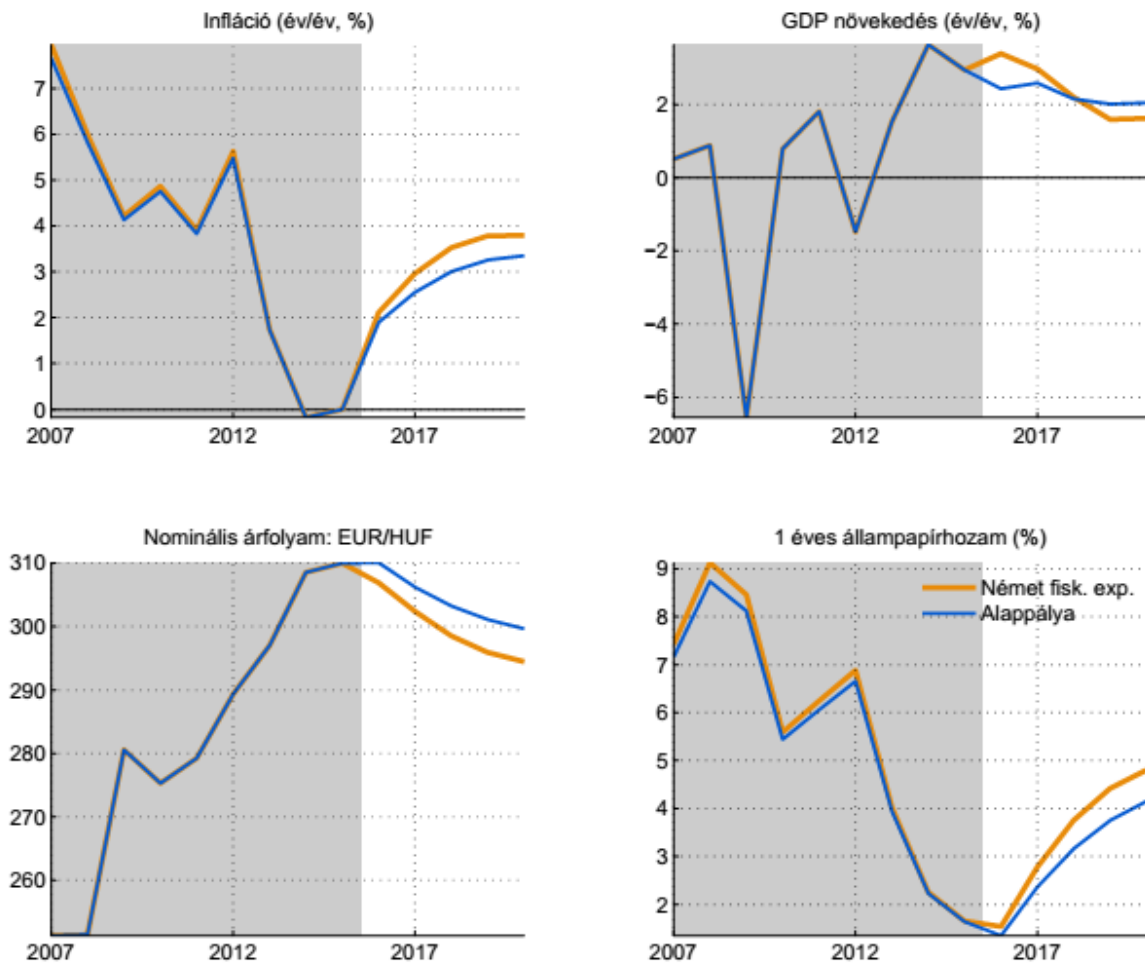 Infláció (év/év, %)
7
6
5
4
3
2
1
0
2007 2012 2017
GDP növekedés (év/év, %)
2
0
−2
−4
−6
2007 2012 2017
Nominális árfolyam: EUR/HUF
310
300
290
280
270
260
2007 2012 2017
1 éves állampapírhozam (%)
9
8
7
6
5
4
3
2
Német fisk. exp.
Alappálya
2007 2012 2017